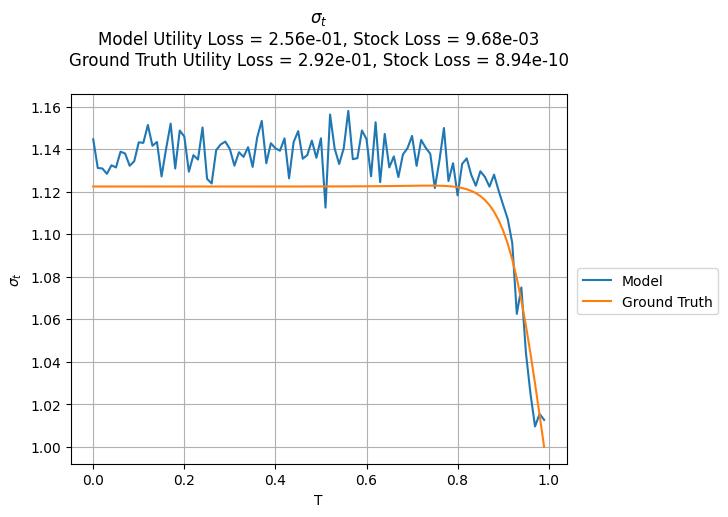 σt
Model Utility Loss = 2.56e-01, Stock Loss = 9.68e-03
Ground Truth Utility Loss = 2.92e-01, Stock Loss = 8.94e-10
1.16
1.14
1.12
1.10
1.08
1.06
1.04
1.02
1.00
σt
0.0 0.2 0.4 0.6 0.8 1.0
T
Model
Ground Truth